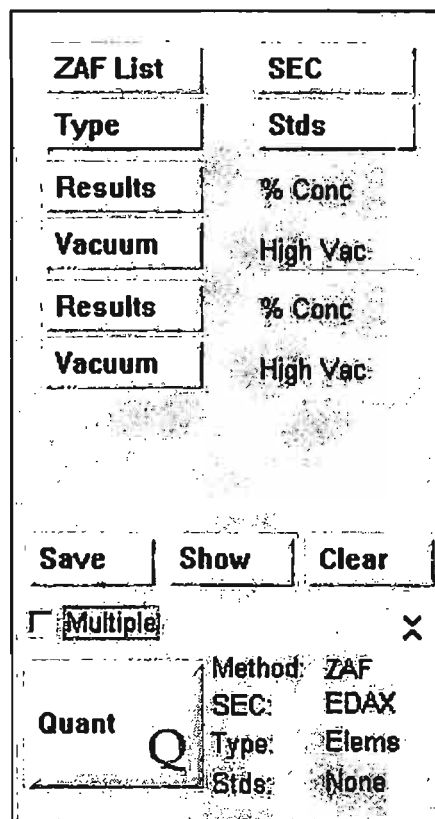 ZAF List SEC
Type Stds
Results % Conc
Vacuum High Vac
Results % Conc
Vacuum High Vac
Save Show Clear
Multiple
Quant Q
Method: ZAF
SEC: EDAX
Type: Elems
Stds: None